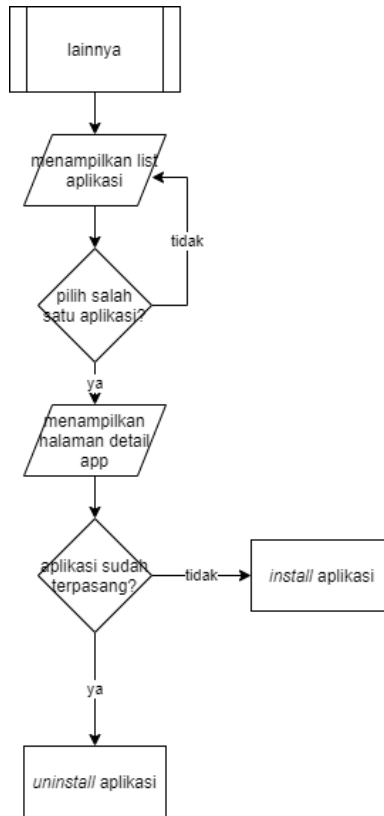 lainnya
menampilkan list
aplikasi
tidak
pilih salah
satu aplikasi?
ya
menampilkan
halaman detail
app
aplikasi sudah
terpasang?
tidak
install aplikasi
ya
uninstall aplikasi